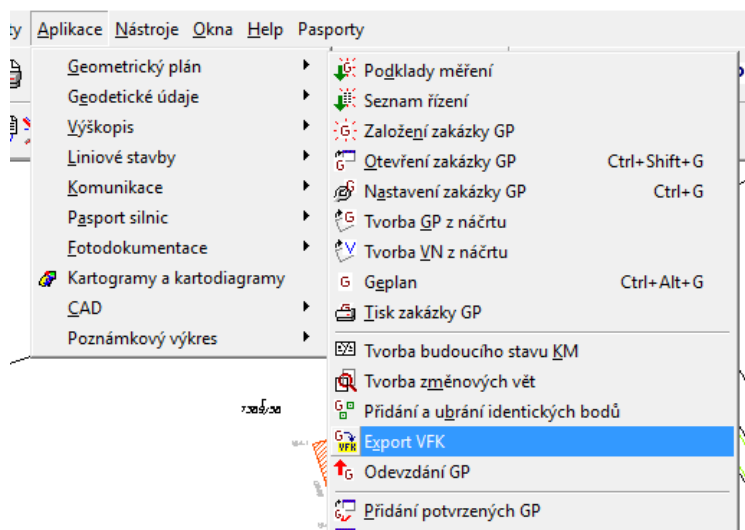 ty Aplikace Nástroje Okna Help Pasporty
Geometrický plán
Geodetické údaje
Výškopis
Liniové stavby
Komunikace
Pasport silnic
Fotodokumentace
Kartogramy a kartodiagramy
CAD
Poznámkový výkres
Podklady měření
Seznam řízení
Založení zakázky GP
Otevření zakázky GP Ctrl+Shift+G
Nastavení zakázky GP Ctrl+G
Tvorba GP z náčrtu
Tvorba VN z náčrtu
Geplan Ctrl+Alt+G
Tisk zakázky GP
Tvorba budoucího stavu KM
Tvorba změnových vět
Přidání a ubrání identických bodů
Export VFK
Odevzdání GP
Přidání potvrzených GP